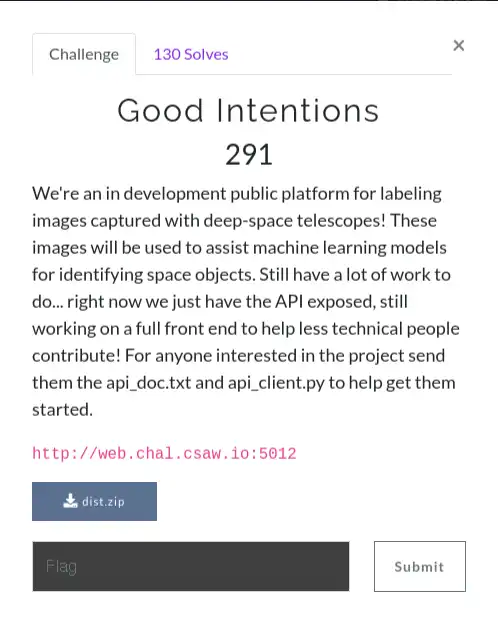 Challenge
130 Solves
×
Good Intentions
291
We're an in development public platform for labeling
images captured with deep-space telescopes! These
images will be used to assist machine learning models
for identifying space objects. Still have a lot of work to
do... right now we just have the API exposed, still
working on a full front end to help less technical people
contribute! For anyone interested in the project send
them the api_doc.txt and api_client.py to help get them
started.
http://web.chal.csaw.io:5012
dist.zip
Flag
Submit